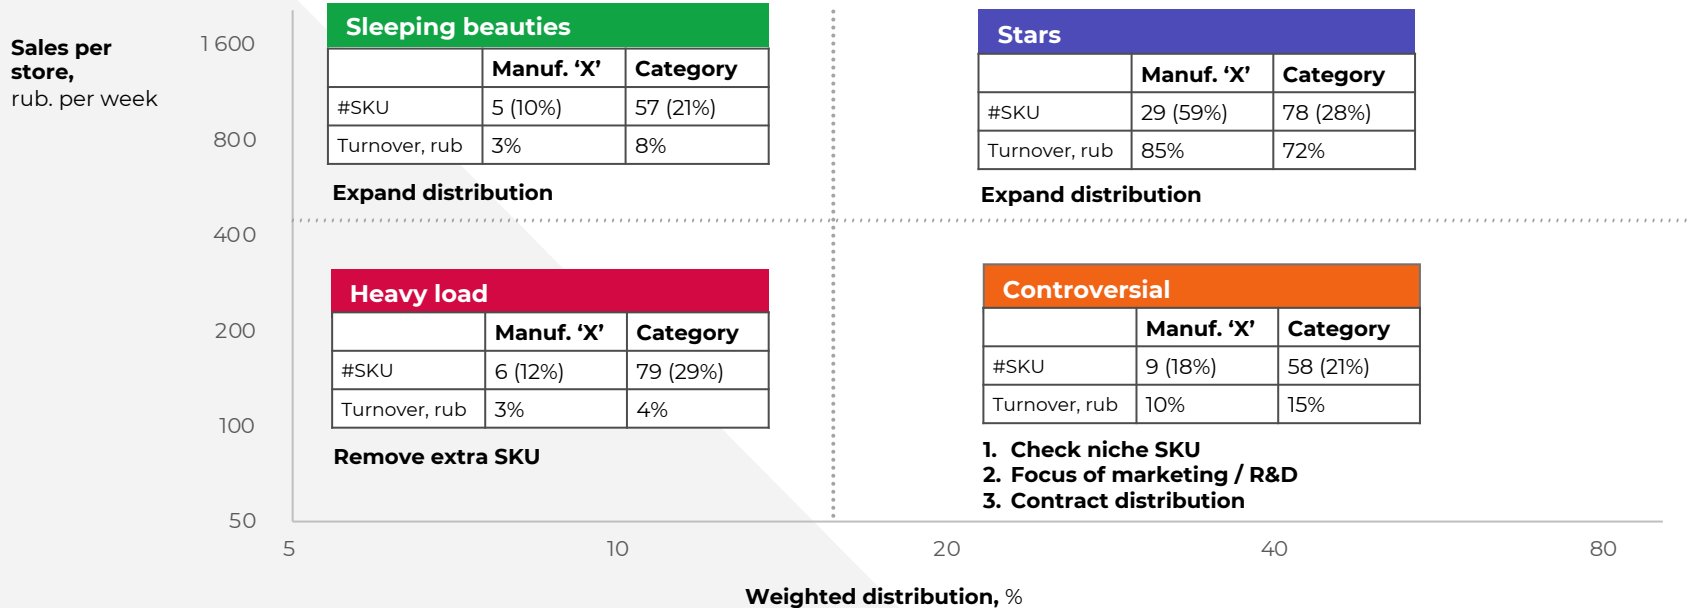 Sales per
store,
rub. per week
1 600
800
400
200
100
50
Sleeping beauties
Manuf. ‘X’ Category
#SKU 5 (10%) 57 (21%)
Turnover, rub 3% 8%
Expand distribution
Stars
Manuf. ‘X’ Category
#SKU 29 (59%) 78 (28%)
Turnover, rub 85% 72%
Expand distribution
Heavy load
Manuf. ‘X’ Category
#SKU 6 (12%) 79 (29%)
Turnover, rub 3% 4%
Remove extra SKU
Controversial
Manuf. ‘X’ Category
#SKU 9 (18%) 58 (21%)
Turnover, rub 10% 15%
1. Check niche SKU
2. Focus of marketing / R&D
3. Contract distribution
5 10 20 40 80
Weighted distribution, %